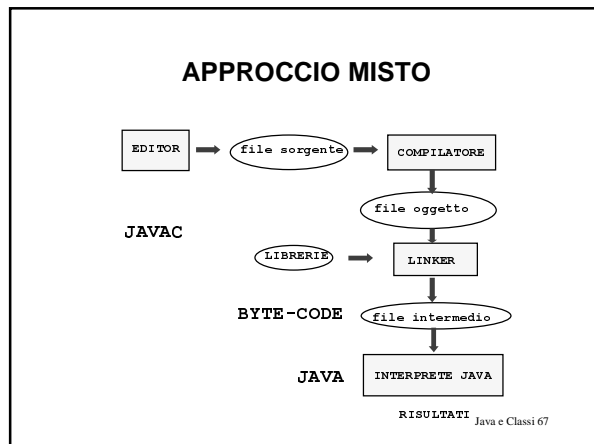 APPROCCIO MISTO
EDITOR
file sorgente
COMPILATORE
file oggetto
JAVAC
LIBRERIE
LINKER
BYTE-CODE
file intermedio
JAVA
INTERPRETE JAVA
RISULTATI
Java e Classi 67